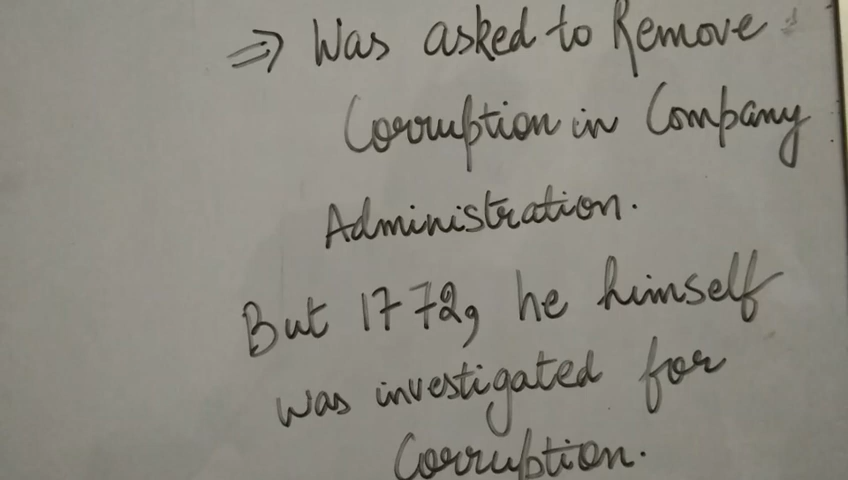 ⇒ Was asked to Remove
Corruption in Company
Administration.
But 1772, he himself
was investigated for
Corruption.